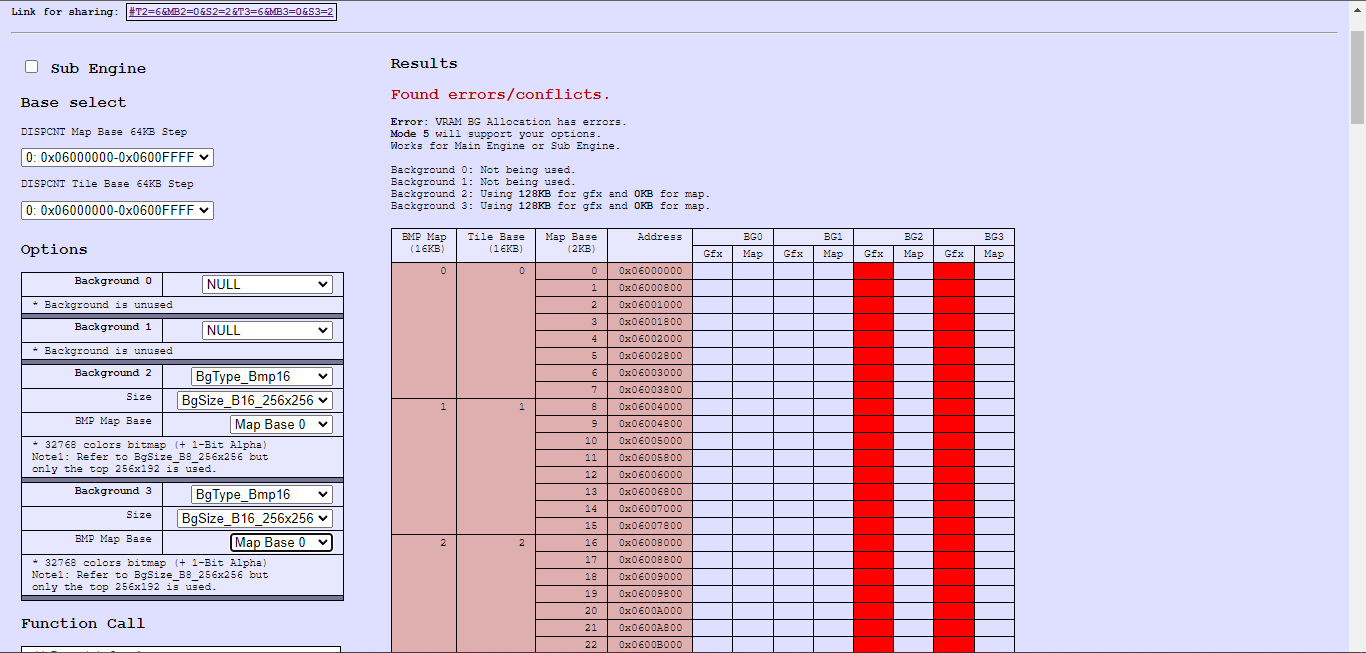 Link for sharing: #T2=6&MB2=0&S2=2&T3=6&MB3=0&S3=2
Sub Engine
Base select
DISPCNT Map Base 64KB Step
0: 0x06000000-0x0600FFFF
DISPCNT Tile Base 64KB Step
0: 0x06000000-0x0600FFFF
Options
Background 0 NULL
* Background is unused
Background 1 NULL
* Background is unused
Background 2 BgType_Bmp16
Size BgSize_B16_256x256
BMP Map Base Map Base 0
* 32768 colors bitmap (+ 1-Bit Alpha)
Note1: Refer to BgSize_B8_256x256 but
only the top 256x192 is used.
Background 3 BgType_Bmp16
Size BgSize_B16_256x256
BMP Map Base Map Base 0
* 32768 colors bitmap (+ 1-Bit Alpha)
Note1: Refer to BgSize_B8_256x256 but
only the top 256x192 is used.
Function Call
Results
Found errors/conflicts.
Error: VRAM BG Allocation has errors.
Mode 5 will support your options.
Works for Main Engine or Sub Engine.
Background 0: Not being used.
Background 1: Not being used.
Background 2: Using 128KB for gfx and 0KB for map.
Background 3: Using 128KB for gfx and 0KB for map.
BMP Map (16KB) Tile Base (16KB) Map Base (2KB) Address BG0 BG1 BG2 BG3
Gfx Map Gfx Map Gfx Map Gfx Map
0 0 0 0x06000000
1 0x06000800
2 0x06001000
3 0x06001800
4 0x06002000
5 0x06002800
6 0x06003000
7 0x06003800
1 1 8 0x06004000
9 0x06004800
10 0x06005000
11 0x06005800
12 0x06006000
13 0x06006800
14 0x06007000
15 0x06007800
2 2 16 0x06008000
17 0x06008800
18 0x06009000
19 0x06009800
20 0x0600A000
21 0x0600A800
22 0x0600B000